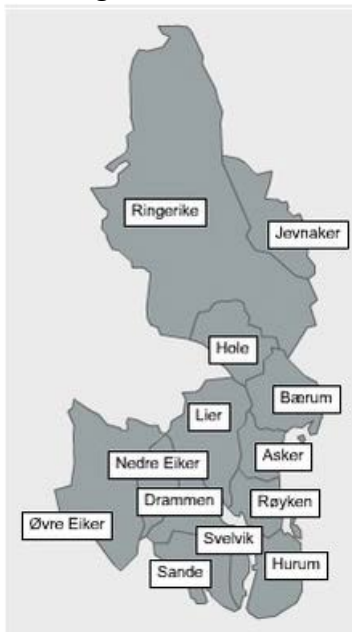 Ringerike
Jevnaker
Hole
Bærum
Lier
Asker
Nedre Eiker
Drammen
Røyken
Øvre Eiker
Svelvik
Sande
Hurum